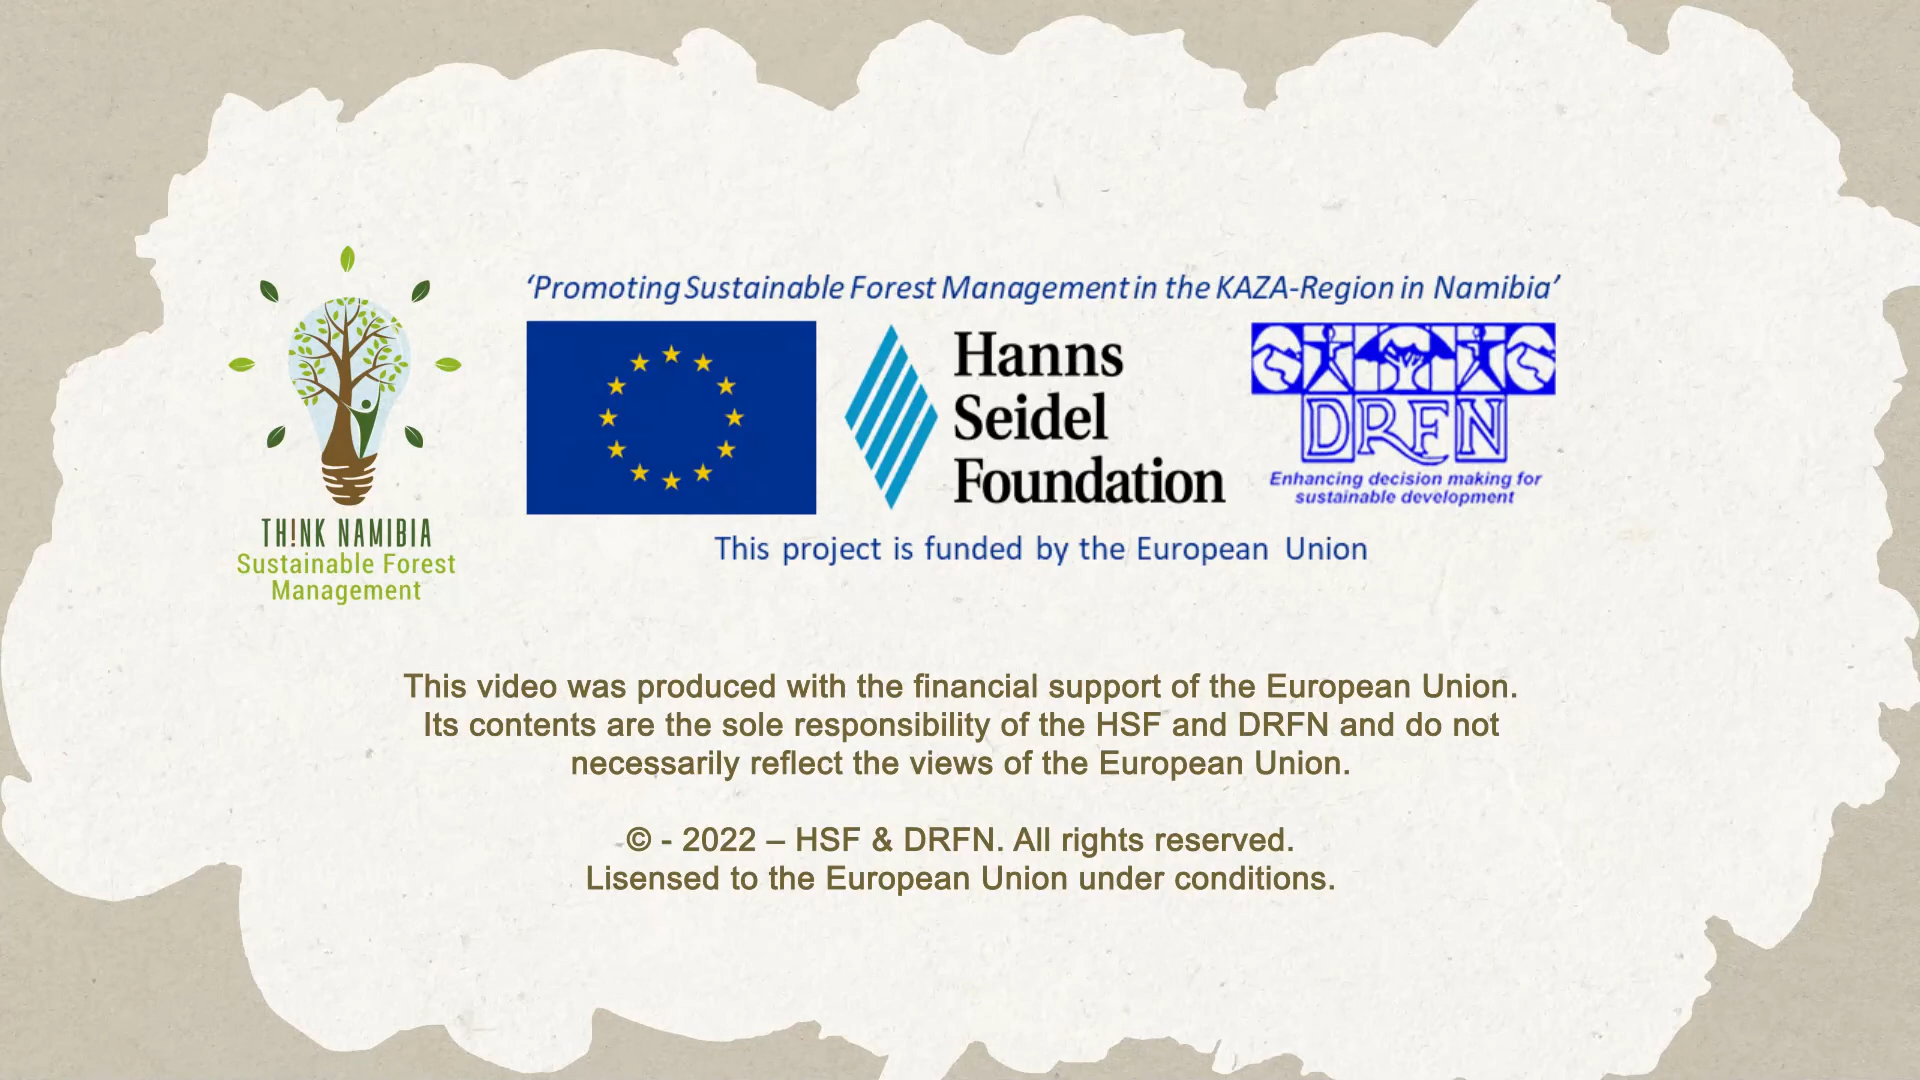 ‘Promoting Sustainable Forest Management in the KAZA-Region in Namibia’
Hanns
Seidel
Foundation
DRFN
Enhancing decision making for
sustainable development
TH!NK NAMIBIA
Sustainable Forest
Management
This project is funded by the European Union
This video was produced with the financial support of the European Union.
Its contents are the sole responsibility of the HSF and DRFN and do not
necessarily reflect the views of the European Union.
© - 2022 – HSF & DRFN. All rights reserved.
Lisensed to the European Union under conditions.